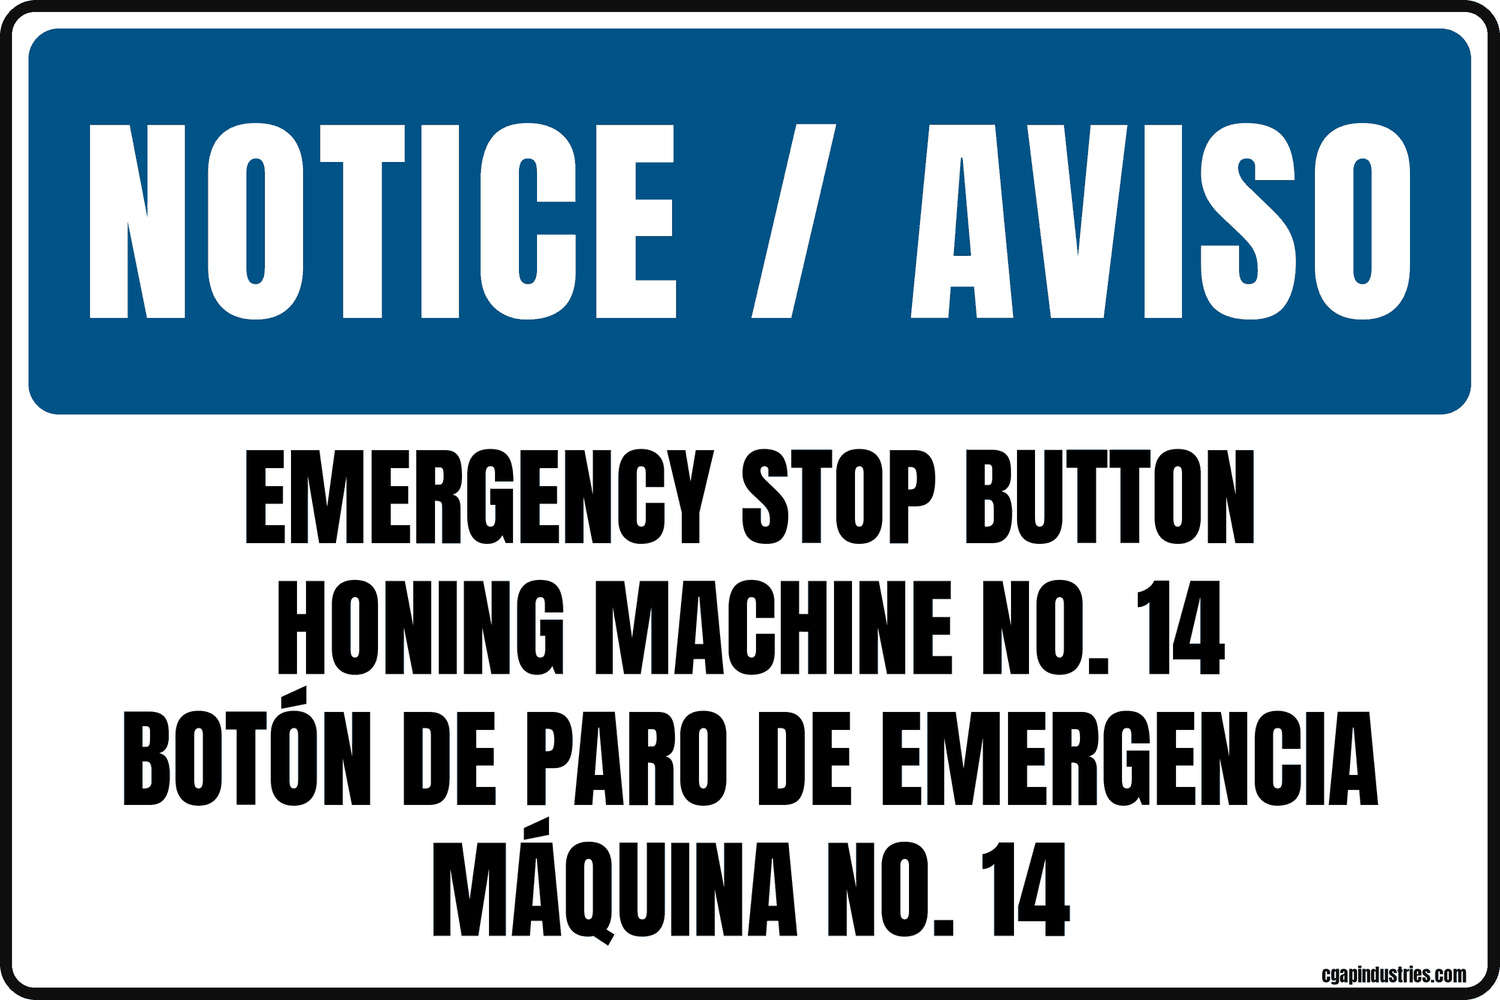 NOTICE / AVISO
EMERGENCY STOP BUTTON
HONING MACHINE NO. 14
BOTÓN DE PARO DE EMERGENCIA
MÁQUINA NO. 14
cgapindustries.com